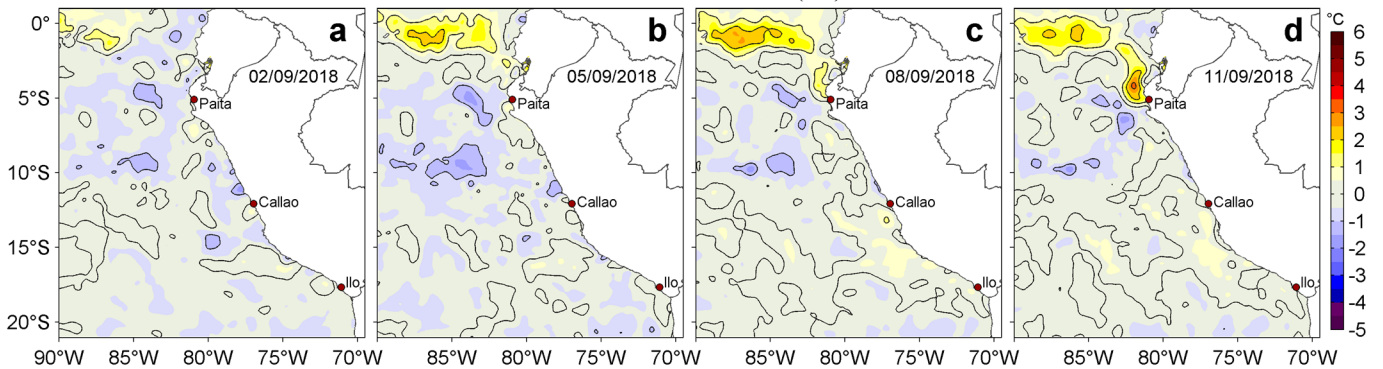 a b c d °C
0° 6
5
02/09/2018 05/09/2018 08/09/2018 11/09/2018
4
5°S Paita Paita Paita Paita 3
2
10°S 1
0
Callao Callao Callao Callao
-1
15°S -2
Ilo Ilo Ilo Ilo -3
-4
20°S -5
90°W 85°W 80°W 75°W 70°W 85°W 80°W 75°W 70°W 85°W 80°W 75°W 70°W 85°W 80°W 75°W 70°W